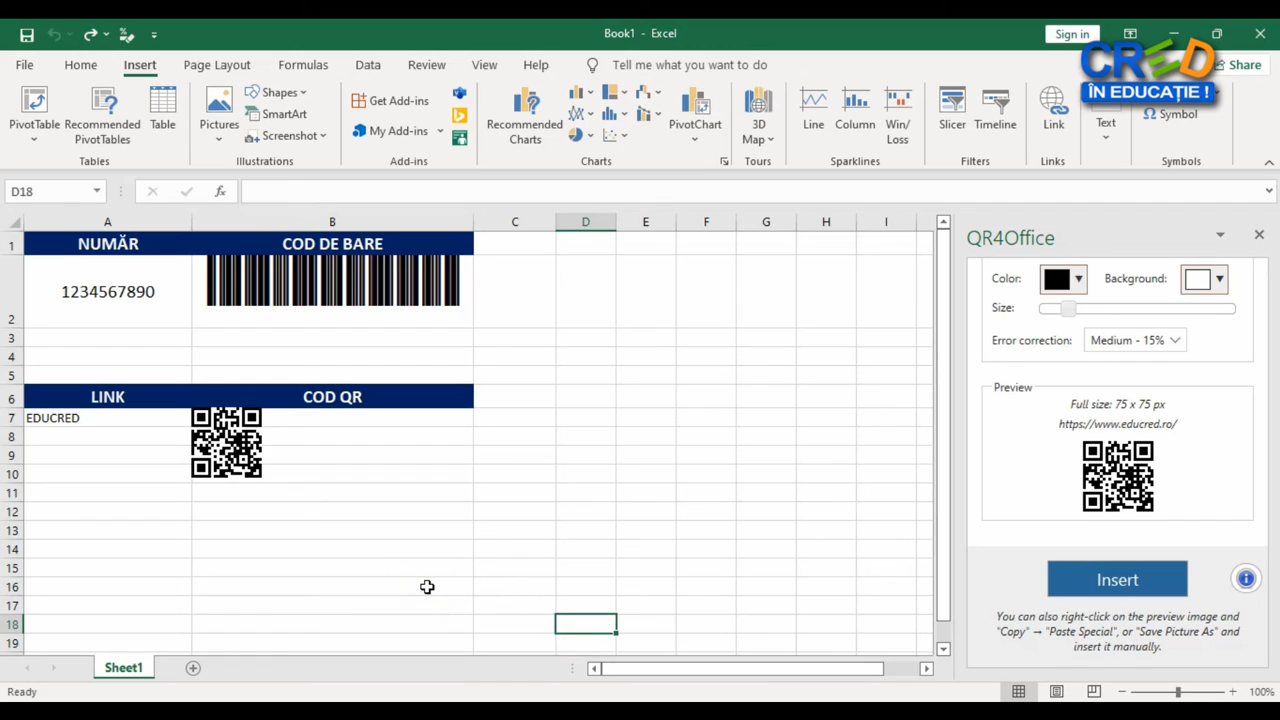 Book1 - Excel
Sign in
CRED
ÎN EDUCAȚIE !
File Home Insert Page Layout Formulas Data Review View Help Tell me what you want to do Share
PivotTable
Recommended PivotTables
Table
Tables
Pictures
Shapes
SmartArt
Screenshot
Illustrations
Get Add-ins
My Add-ins
Add-ins
Recommended Charts
PivotChart
Charts
3D Map
Tours
Line
Column
Win/Loss
Sparklines
Slicer
Timeline
Filters
Link
Links
Text
Symbol
Symbols
D18
fx
A B C D E F G H I
1 NUMĂR COD DE BARE
2 1234567890
3
4
5
6 LINK COD QR
7 EDUCRED
8
9
10
11
12
13
14
15
16
17
18
19
QR4Office
Color: Background:
Size:
Error correction: Medium - 15%
Preview
Full size: 75 x 75 px
https://www.educred.ro/
Insert
You can also right-click on the preview image and
"Copy" → "Paste Special", or "Save Picture As" and
insert it manually.
Sheet1
Ready
100%